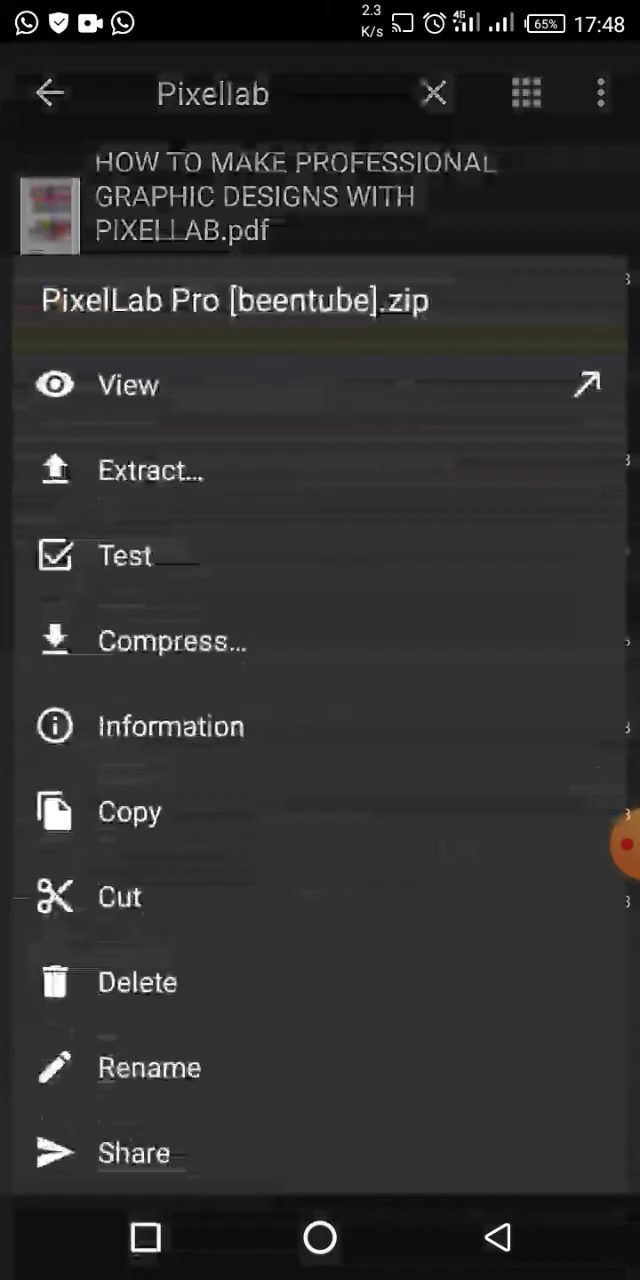 2.3
K/s
4G
65%
17:48
Pixellab
HOW TO MAKE PROFESSIONAL
GRAPHIC DESIGNS WITH
PIXELLAB.pdf
PixelLab Pro [beentube].zip
View
Extract...
Test
Compress...
Information
Copy
Cut
Delete
Rename
Share